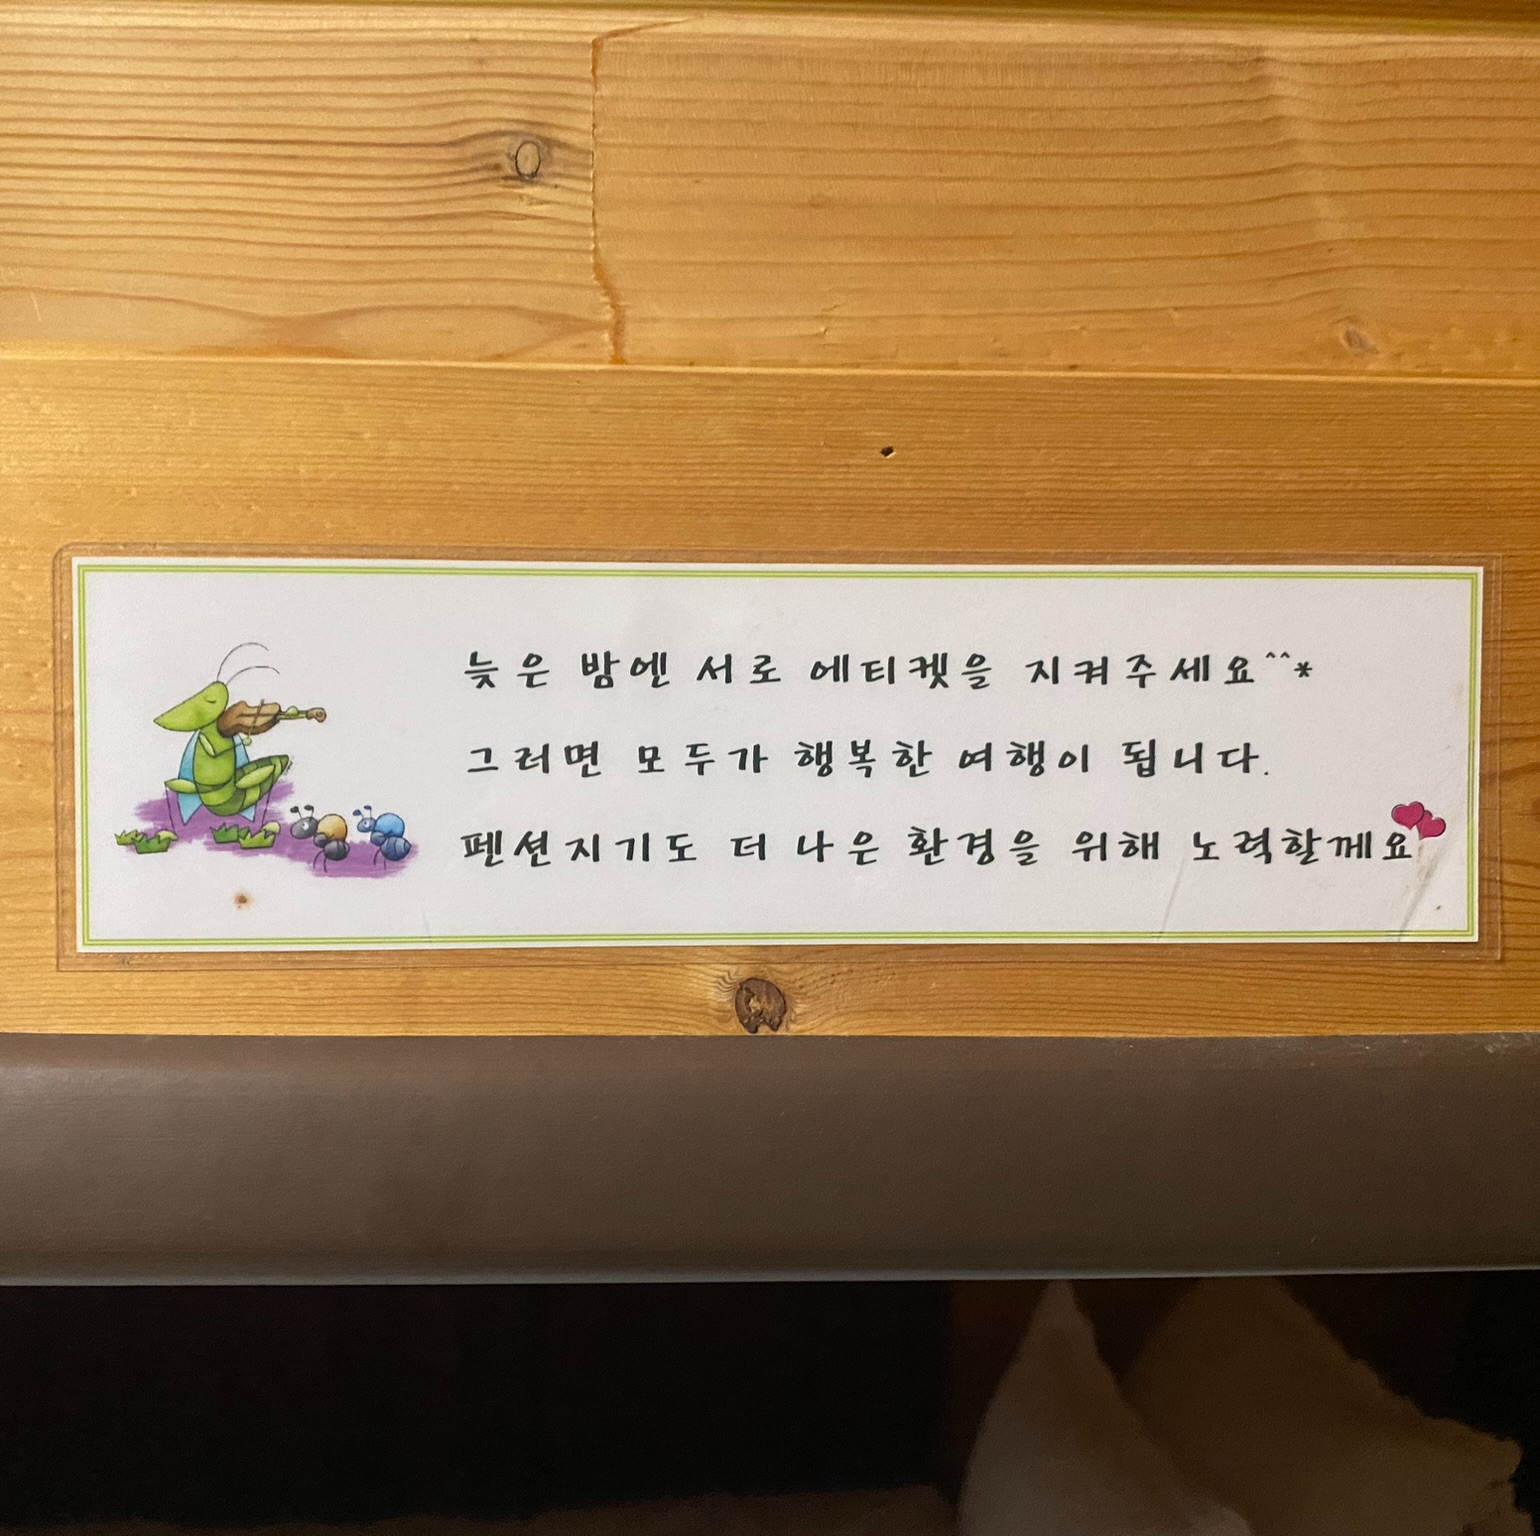 늦은 밤엔 서로 에티켓을 지켜주세요^^*
그러면 모두가 행복한 여행이 됩니다.
펜션지기도 더 나은 환경을 위해 노력할께요